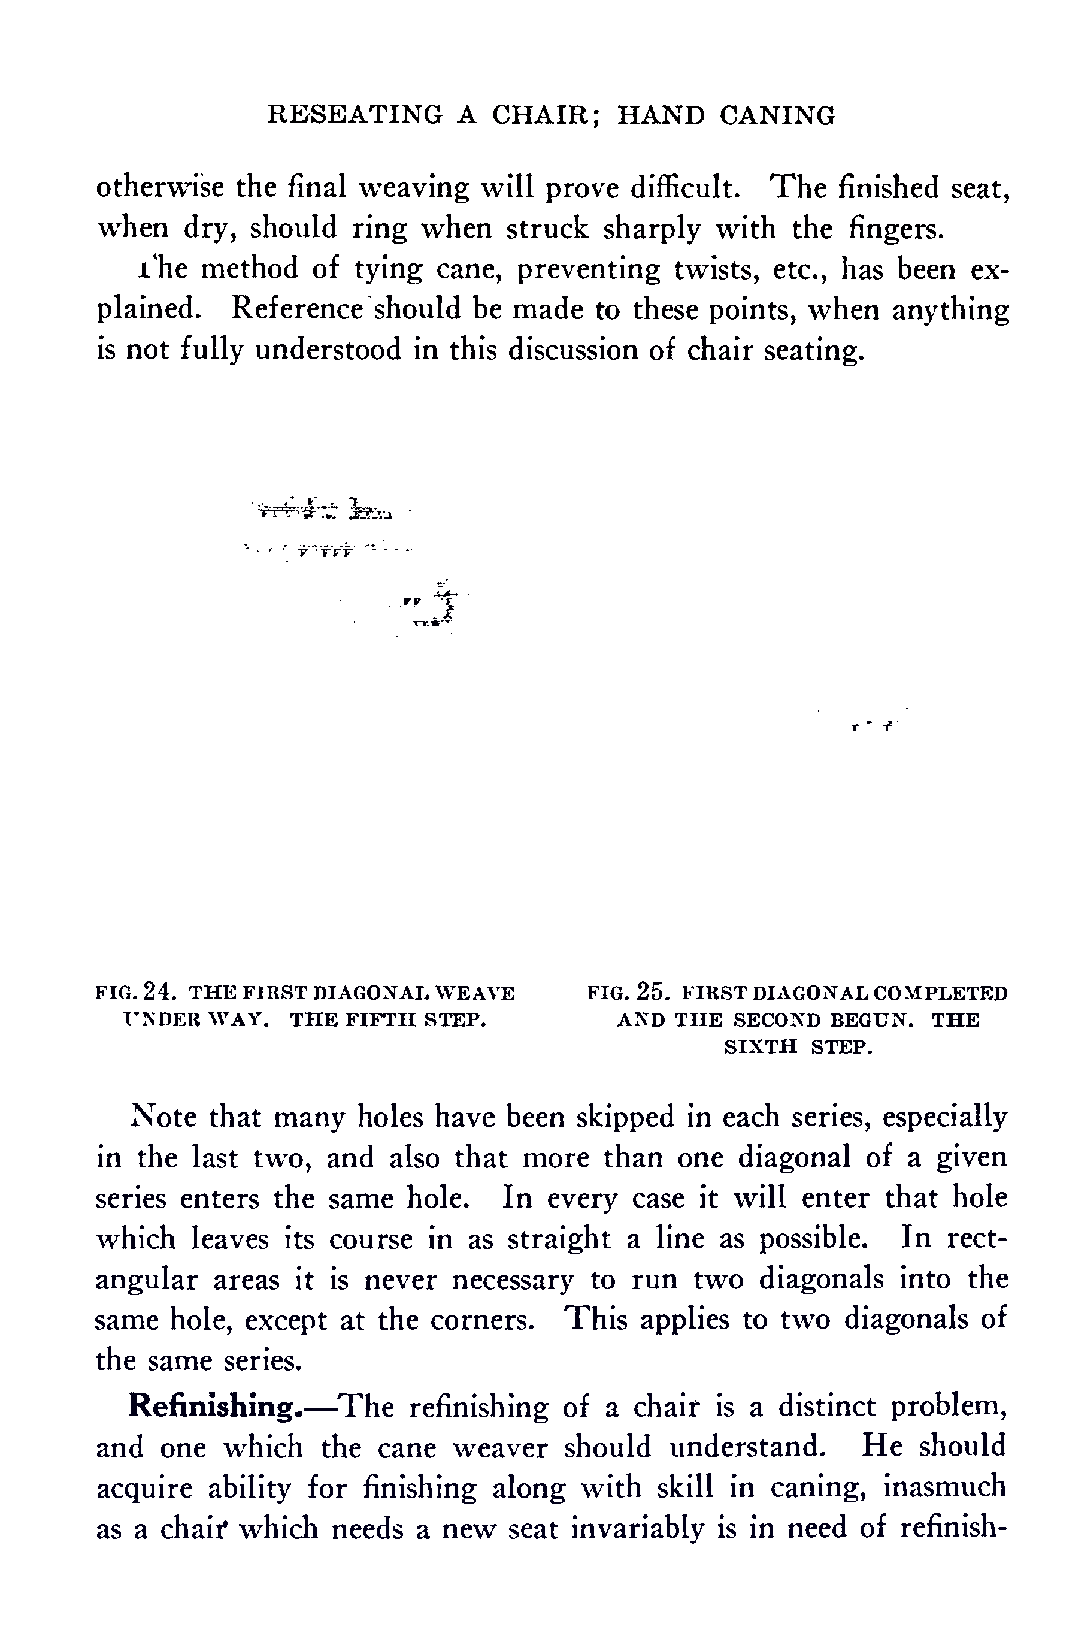 RESEATING A CHAIR; HAND CANING
otherwise the final weaving will prove difficult. The finished seat,
when dry, should ring when struck sharply with the fingers.
The method of tying cane, preventing twists, etc., has been ex-
plained. Reference should be made to these points, when anything
is not fully understood in this discussion of chair seating.
FIG. 24. THE FIRST DIAGONAL WEAVE
UNDER WAY. THE FIFTH STEP.
FIG. 25. FIRST DIAGONAL COMPLETED
AND THE SECOND BEGUN. THE
SIXTH STEP.
Note that many holes have been skipped in each series, especially
in the last two, and also that more than one diagonal of a given
series enters the same hole. In every case it will enter that hole
which leaves its course in as straight a line as possible. In rect-
angular areas it is never necessary to run two diagonals into the
same hole, except at the corners. This applies to two diagonals of
the same series.
Refinishing.—The refinishing of a chair is a distinct problem,
and one which the cane weaver should understand. He should
acquire ability for finishing along with skill in caning, inasmuch
as a chair which needs a new seat invariably is in need of refinish-